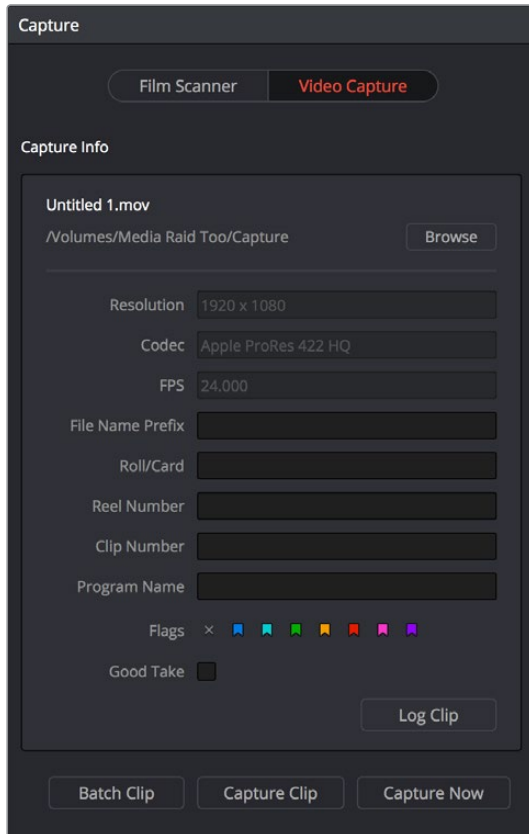 Capture
Film Scanner Video Capture
Capture Info
Untitled 1.mov
/Volumes/Media Raid Too/Capture Browse
Resolution 1920 x 1080
Codec Apple ProRes 422 HQ
FPS 24.000
File Name Prefix
Roll/Card
Reel Number
Clip Number
Program Name
Flags
Good Take
Log Clip
Batch Clip Capture Clip Capture Now